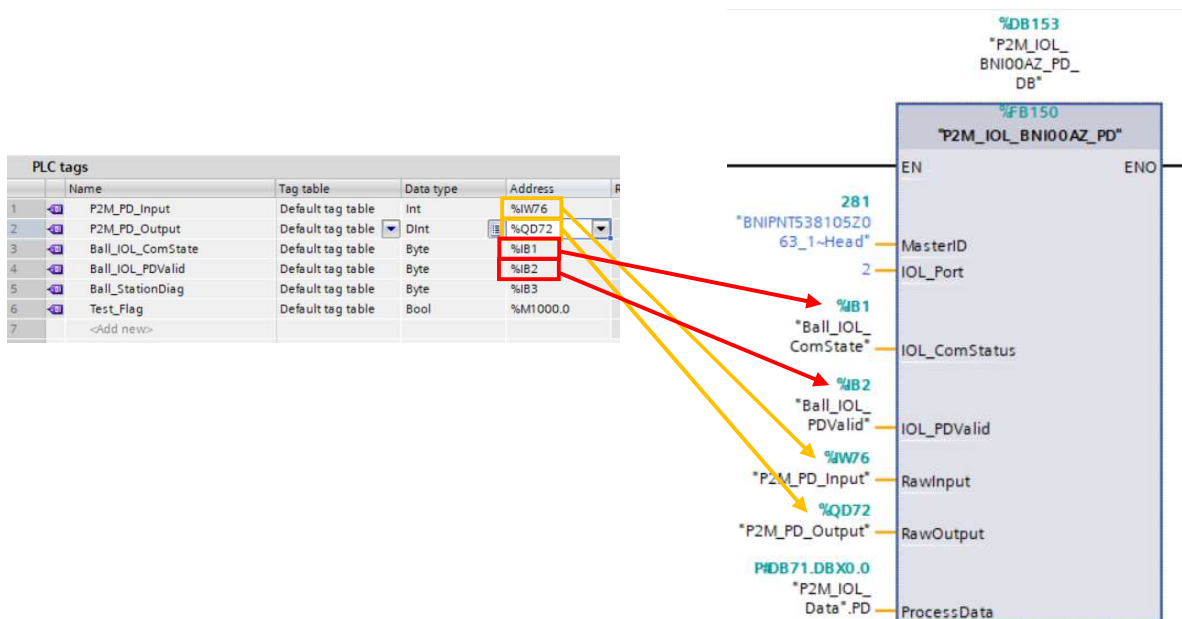 PLC tags
Name Tag table Data type Address R
1 P2M_PD_Input Default tag table Int %IW76
2 P2M_PD_Output Default tag table DInt %QD72
3 Ball_IOL_ComState Default tag table Byte %IB1
4 Ball_IOL_PDValid Default tag table Byte %IB2
5 Ball_StationDiag Default tag table Byte %IB3
6 Test_Flag Default tag table Bool %M1000.0
7 <Add new>
%DB153
"P2M_IOL_
BNI00AZ_PD_
DB"
%FB150
"P2M_IOL_BNI00AZ_PD"
EN ENO
281
"BNIPNT538105Z0
63_1~Head" MasterID
2 IOL_Port
%IB1
"Ball_IOL_
ComState" IOL_ComStatus
%IB2
"Ball_IOL_
PDValid" IOL_PDValid
%IW76
"P2M_PD_Input" RawInput
%QD72
"P2M_PD_Output" RawOutput
P#DB71.DBX0.0
"P2M_IOL_
Data".PD ProcessData